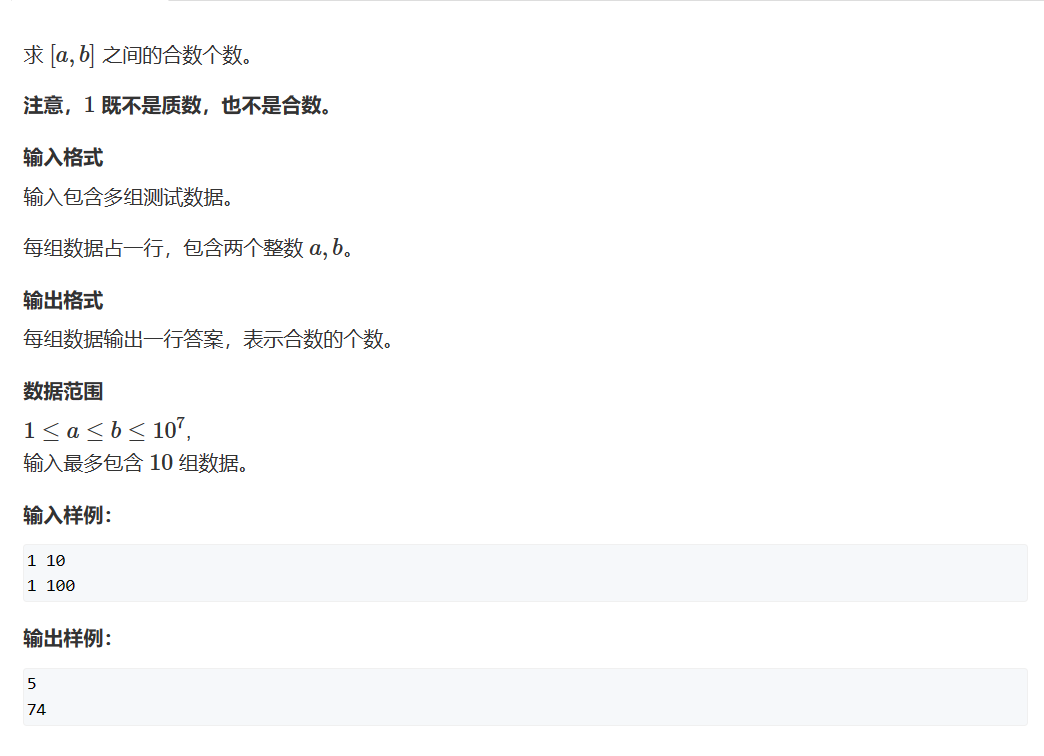 求 [a, b] 之间的合数个数。
注意，1 既不是质数，也不是合数。
输入格式
输入包含多组测试数据。
每组数据占一行，包含两个整数 a, b。
输出格式
每组数据输出一行答案，表示合数的个数。
数据范围
1 ≤ a ≤ b ≤ 10⁷,
输入最多包含 10 组数据。
输入样例：
1 10
1 100
输出样例：
5
74